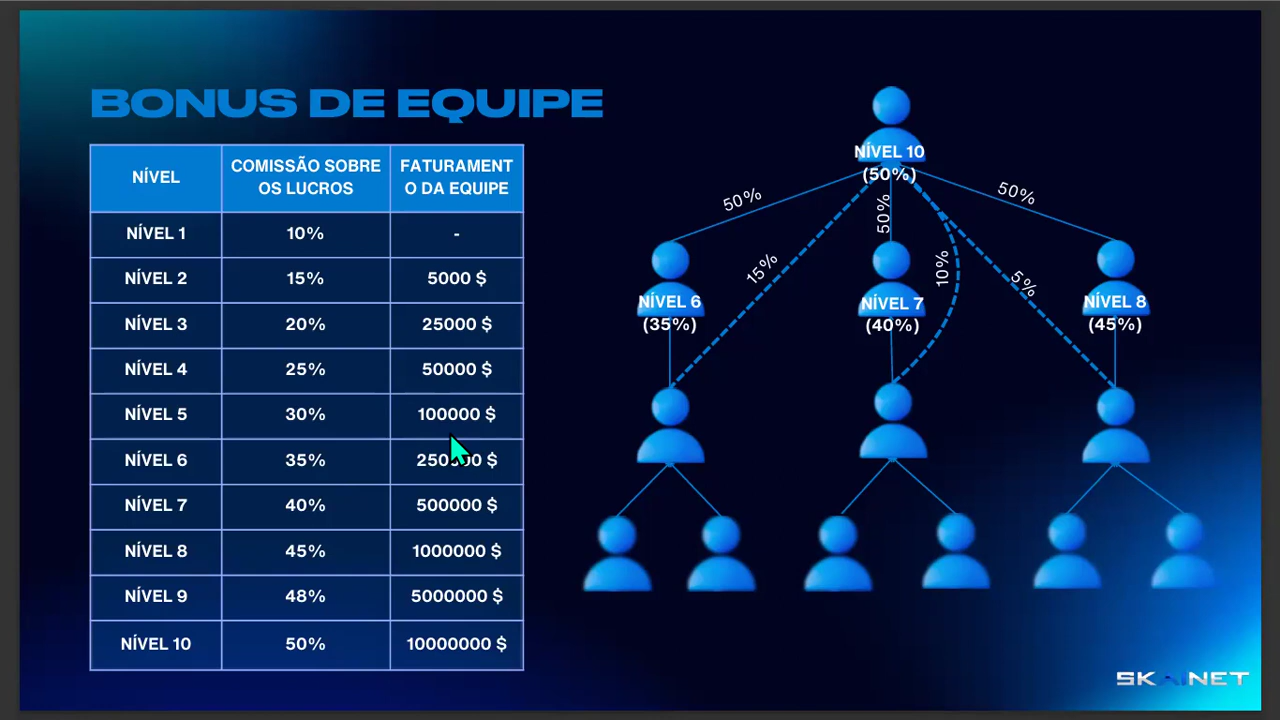 BONUS DE EQUIPE
NÍVEL
COMISSÃO SOBRE
OS LUCROS
FATURAMENT
O DA EQUIPE
NÍVEL 1 10% -
NÍVEL 2 15% 5000 $
NÍVEL 3 20% 25000 $
NÍVEL 4 25% 50000 $
NÍVEL 5 30% 100000 $
NÍVEL 6 35%
NÍVEL 7 40% 500000 $
NÍVEL 8 45% 1000000 $
NÍVEL 9 48% 5000000 $
NÍVEL 10 50% 10000000 $
NÍVEL 10
(50%)
50%
50%
50%
15%
10%
5%
NÍVEL 6
(35%)
NÍVEL 7
(40%)
NÍVEL 8
(45%)
SKAINET